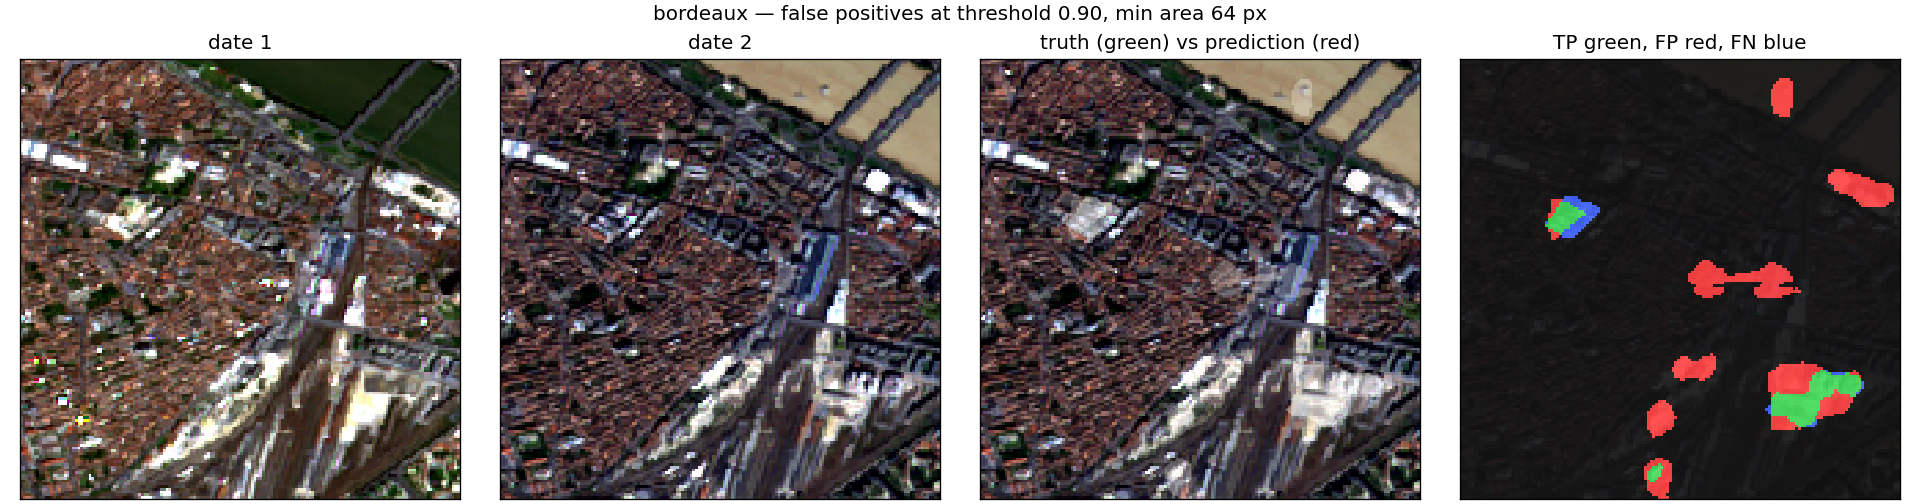 bordeaux — false positives at threshold 0.90, min area 64 px
date 1
date 2
truth (green) vs prediction (red)
TP green, FP red, FN blue